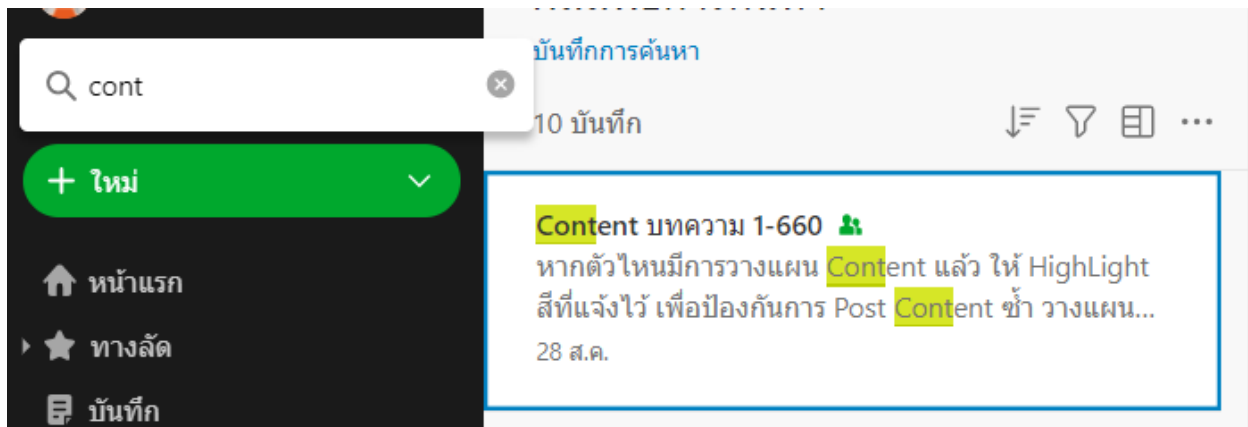 cont
+ ใหม่
หน้าแรก
ทางลัด
บันทึก
บันทึกการค้นหา
10 บันทึก
Content บทความ 1-660
หากตัวไหนมีการวางแผน Content แล้ว ให้ HighLight
สีที่แจ้งไว้ เพื่อป้องกันการ Post Content ซ้ำ วางแผน...
28 ส.ค.